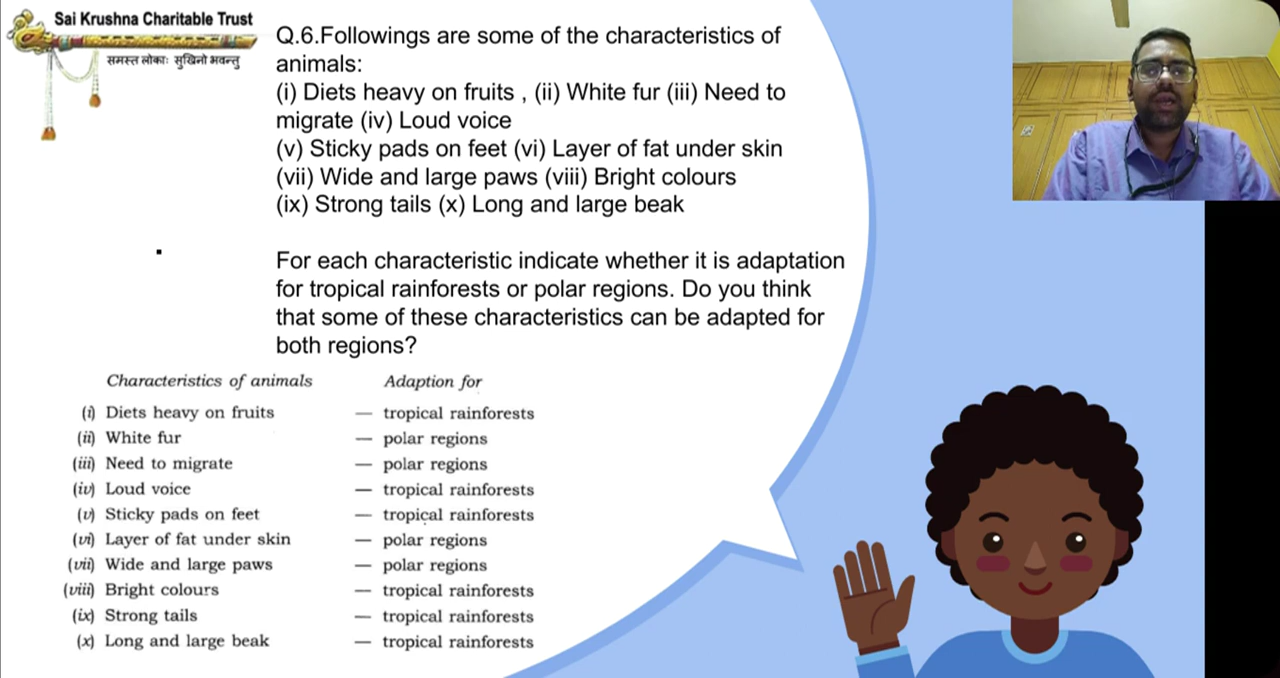 Sai Krushna Charitable Trust
समस्त लोकाः सुखिनो भवन्तु
Q.6.Followings are some of the characteristics of
animals:
(i) Diets heavy on fruits , (ii) White fur (iii) Need to
migrate (iv) Loud voice
(v) Sticky pads on feet (vi) Layer of fat under skin
(vii) Wide and large paws (viii) Bright colours
(ix) Strong tails (x) Long and large beak
For each characteristic indicate whether it is adaptation
for tropical rainforests or polar regions. Do you think
that some of these characteristics can be adapted for
both regions?
Characteristics of animals Adaption for
(i) Diets heavy on fruits — tropical rainforests
(ii) White fur — polar regions
(iii) Need to migrate — polar regions
(iv) Loud voice — tropical rainforests
(v) Sticky pads on feet — tropical rainforests
(vi) Layer of fat under skin — polar regions
(vii) Wide and large paws — polar regions
(viii) Bright colours — tropical rainforests
(ix) Strong tails — tropical rainforests
(x) Long and large beak — tropical rainforests